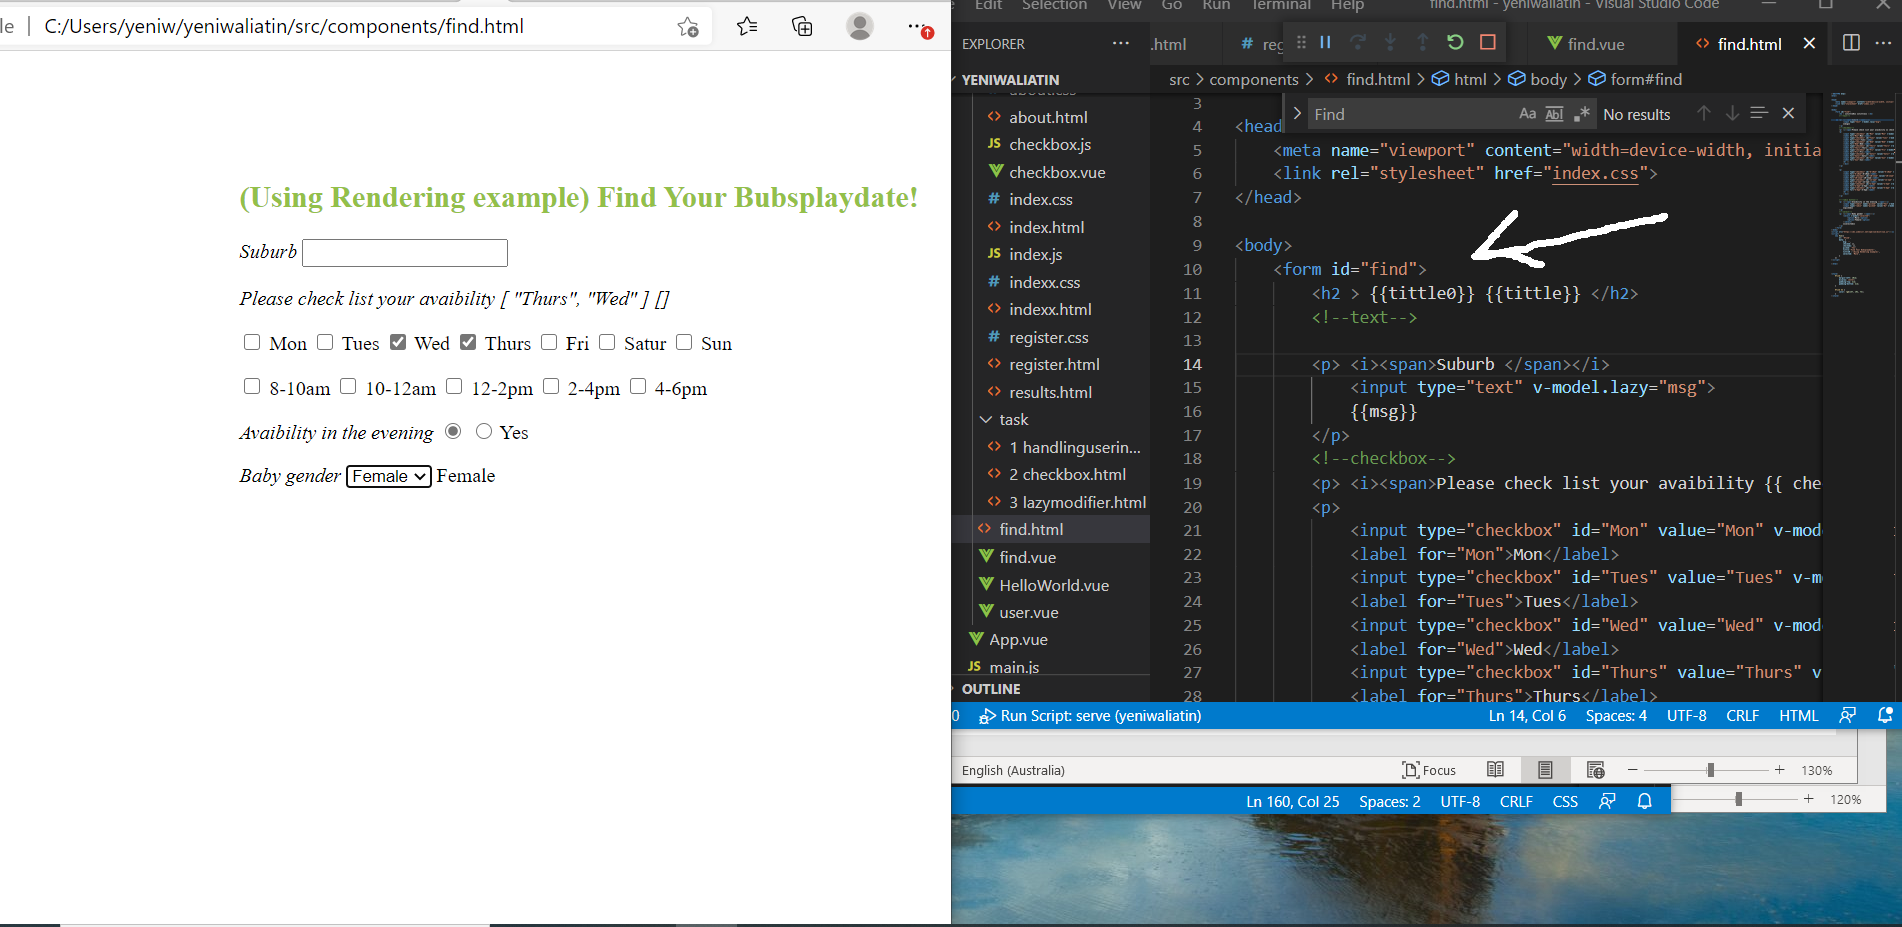 le | C:/Users/yeniw/yeniwaliatin/src/components/find.html
(Using Rendering example) Find Your Bubsplaydate!
Suburb
Please check list your avaibility [ "Thurs", "Wed" ] []
Mon Tues Wed Thurs Fri Satur Sun
8-10am 10-12am 12-2pm 2-4pm 4-6pm
Avaibility in the evening Yes
Baby gender Female Female
Edit Selection View Go Run Terminal Help find.html - yeniwaliatin - Visual Studio Code
EXPLORER
.html # reg find.vue find.html
YENIWALIATIN
src > components > find.html > html > body > form#find
Find Aa Abl .* No results
about.css
about.html
JS checkbox.js
checkbox.vue
# index.css
index.html
JS index.js
# indexx.css
indexx.html
# register.css
register.html
results.html
task
1 handlinguserin...
2 checkbox.html
3 lazymodifier.html
find.html
find.vue
HelloWorld.vue
user.vue
App.vue
JS main.js
OUTLINE
3
4 <head
5 <meta name="viewport" content="width=device-width, initia
6 <link rel="stylesheet" href="index.css">
7 </head>
8
9 <body>
10 <form id="find">
11 <h2 > {{tittle0}} {{tittle}} </h2>
12 <!--text-->
13
14 <p> <i><span>Suburb </span></i>
15 <input type="text" v-model.lazy="msg">
16 {{msg}}
17 </p>
18 <!--checkbox-->
19 <p> <i><span>Please check list your avaibility {{ che
20 <p>
21 <input type="checkbox" id="Mon" value="Mon" v-mod
22 <label for="Mon">Mon</label>
23 <input type="checkbox" id="Tues" value="Tues" v-m
24 <label for="Tues">Tues</label>
25 <input type="checkbox" id="Wed" value="Wed" v-mod
26 <label for="Wed">Wed</label>
27 <input type="checkbox" id="Thurs" value="Thurs" v
28 <label for="Thurs">Thurs</label>
0 Run Script: serve (yeniwaliatin) Ln 14, Col 6 Spaces: 4 UTF-8 CRLF HTML
English (Australia) Focus 130%
Ln 160, Col 25 Spaces: 2 UTF-8 CRLF CSS 120%